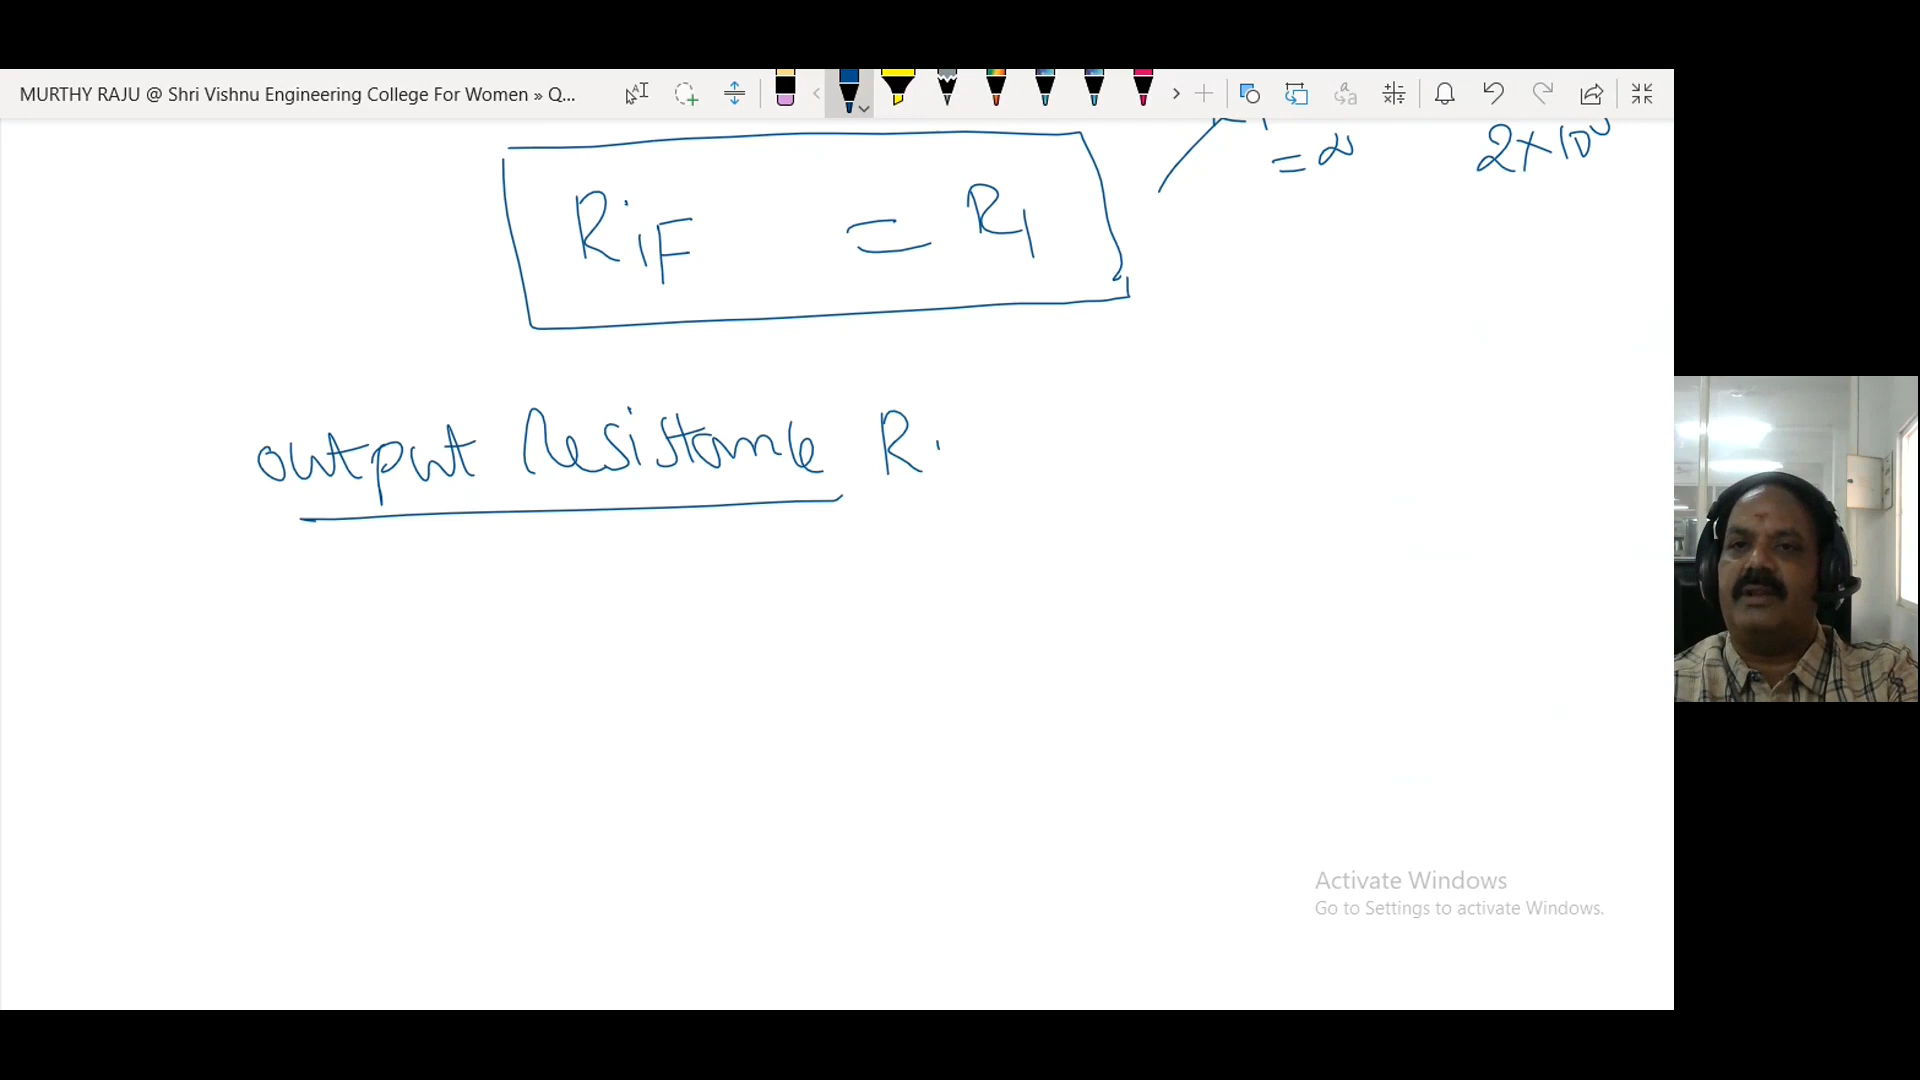 MURTHY RAJU @ Shri Vishnu Engineering College For Women » Q...
= ∞
2×10
RiF = R1
output Resistance R.
Activate Windows
Go to Settings to activate Windows.